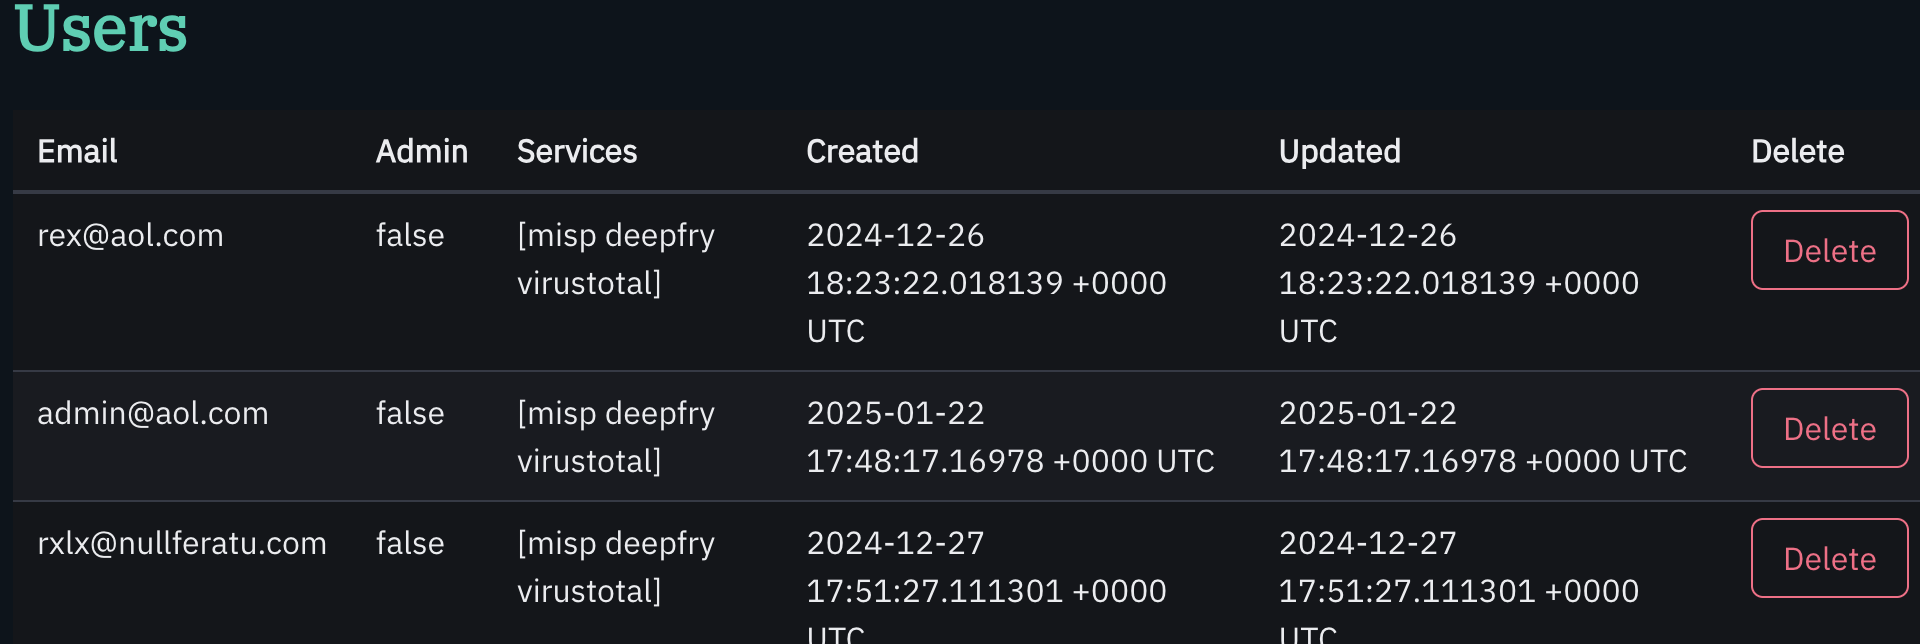 Users
Email Admin Services Created Updated Delete
rex@aol.com false [misp deepfry 2024-12-26 2024-12-26 Delete
virustotal] 18:23:22.018139 +0000 18:23:22.018139 +0000
UTC UTC
admin@aol.com false [misp deepfry 2025-01-22 2025-01-22 Delete
virustotal] 17:48:17.16978 +0000 UTC 17:48:17.16978 +0000 UTC
rxlx@nullferatu.com false [misp deepfry 2024-12-27 2024-12-27 Delete
virustotal] 17:51:27.111301 +0000 17:51:27.111301 +0000
UTC UTC